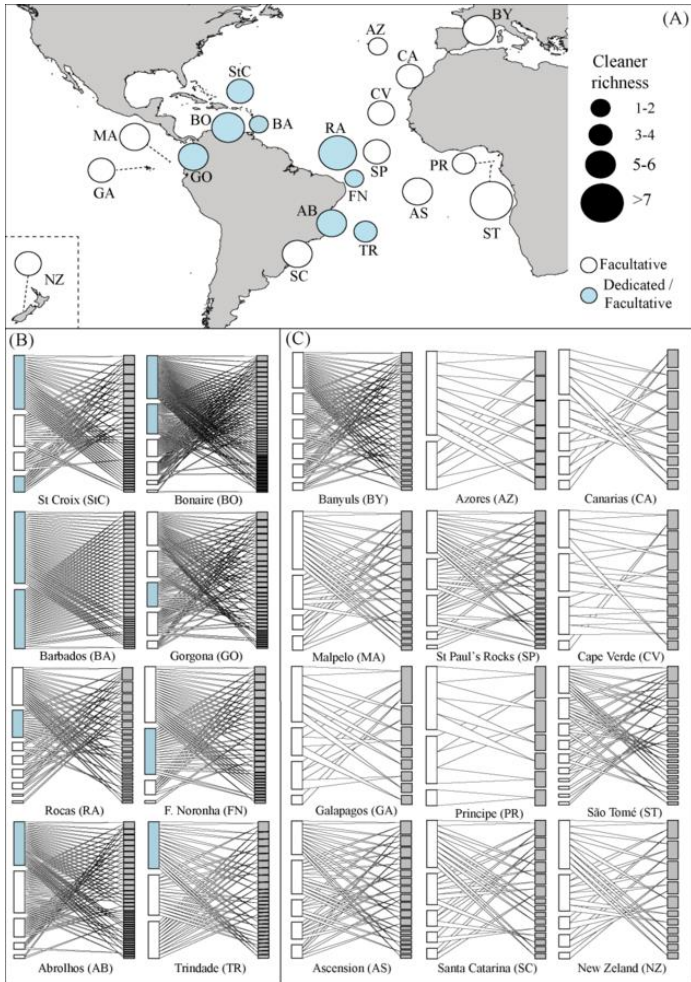 (A)
AZ
BY
CA
StC
CV
BO
BA
RA
MA
SP
PR
GO
GA
FN
AS
ST
AB
TR
SC
NZ
Cleaner
richness
1-2
3-4
5-6
>7
Facultative
Dedicated /
Facultative
(B)
St Croix (StC)
Bonaire (BO)
Barbados (BA)
Gorgona (GO)
Rocas (RA)
F. Noronha (FN)
Abrolhos (AB)
Trindade (TR)
(C)
Banyuls (BY)
Azores (AZ)
Canarias (CA)
Malpelo (MA)
St Paul`s Rocks (SP)
Cape Verde (CV)
Galapagos (GA)
Principe (PR)
São Tomé (ST)
Ascension (AS)
Santa Catarina (SC)
New Zeland (NZ)